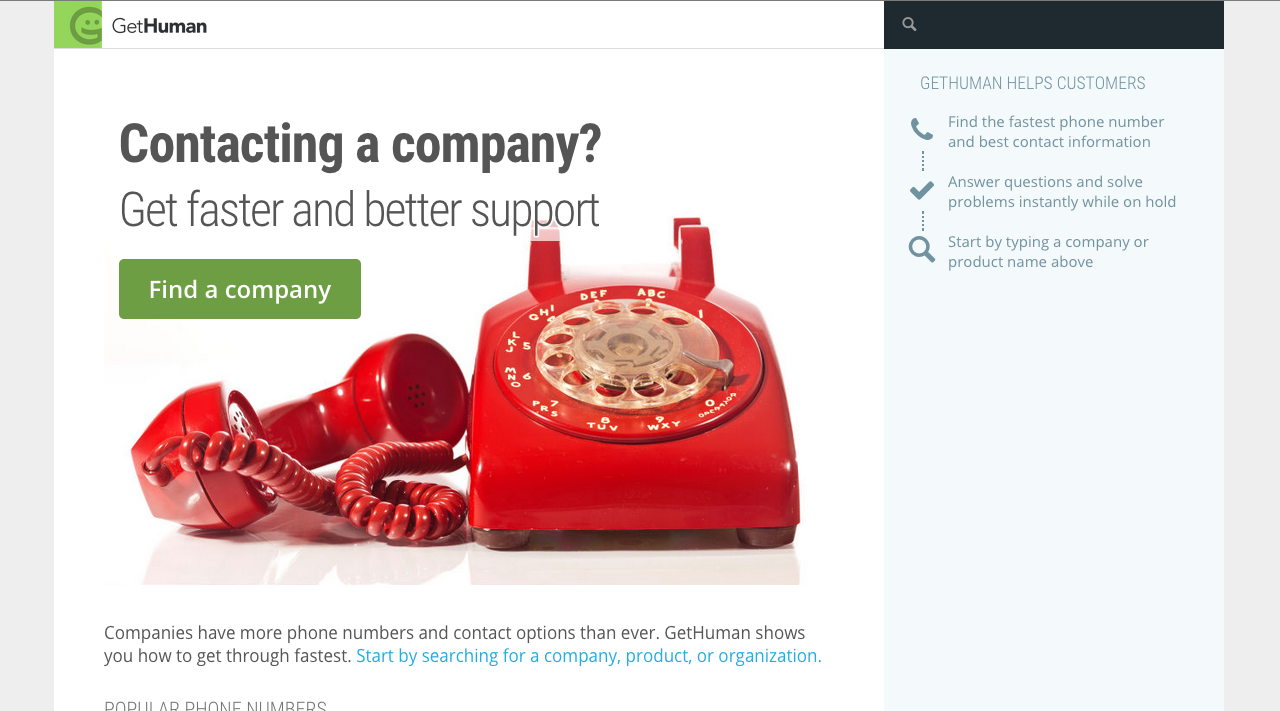 GetHuman
Contacting a company?
Get faster and better support
Find a company
GHI
DEF
ABC
1
L
K
J
5
M
N
O
6
7
PRS
8
TUV
9
WXY
0
OPERATOR
Companies have more phone numbers and contact options than ever. GetHuman shows
you how to get through fastest. Start by searching for a company, product, or organization.
POPULAR PHONE NUMBERS
GETHUMAN HELPS CUSTOMERS
Find the fastest phone number
and best contact information
Answer questions and solve
problems instantly while on hold
Start by typing a company or
product name above